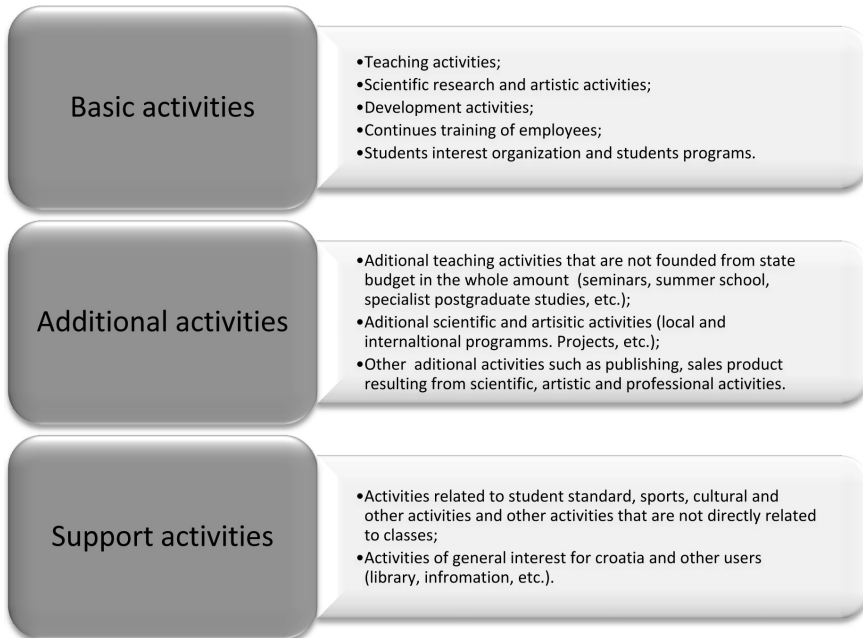 Basic activities
•Teaching activities;
•Scientific research and artistic activities;
•Development activities;
•Continues training of employees;
•Students interest organization and students programs.
Additional activities
•Aditional teaching activities that are not founded from state
budget in the whole amount (seminars, summer school,
specialist postgraduate studies, etc.);
•Aditional scientific and artisitic activities (local and
internaltional programms. Projects, etc.);
•Other aditional activities such as publishing, sales product
resulting from scientific, artistic and professional activities.
Support activities
•Activities related to student standard, sports, cultural and
other activities and other activities that are not directly related
to classes;
•Activities of general interest for croatia and other users
(library, infromation, etc.).